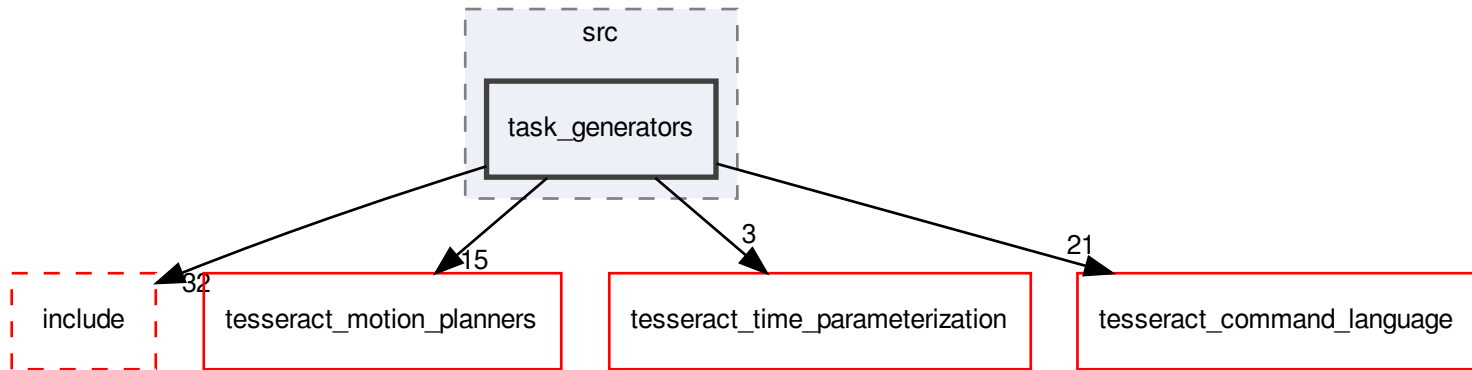 src
task_generators
32
15
3
21
include
tesseract_motion_planners
tesseract_time_parameterization
tesseract_command_language